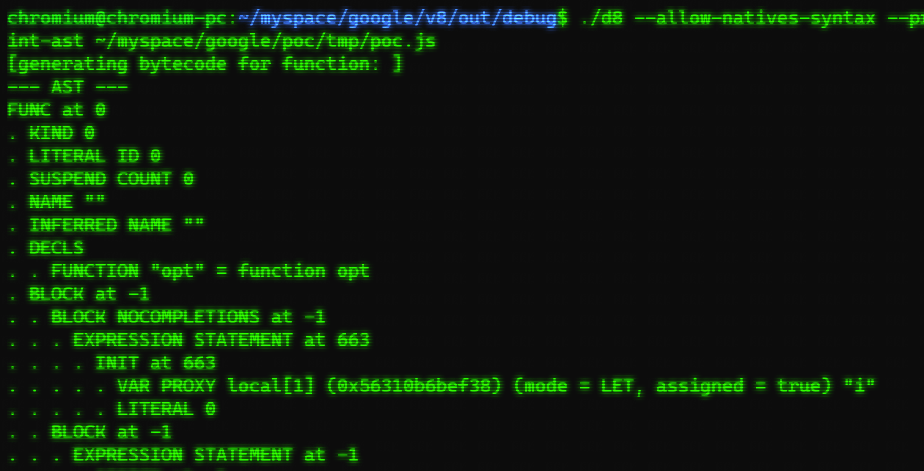 chromium@chromium-pc:~/myspace/google/v8/out/debug$ ./d8 --allow-natives-syntax --pr
int-ast ~/myspace/google/poc/tmp/poc.js
[generating bytecode for function: ]
--- AST ---
FUNC at 0
. KIND 0
. LITERAL ID 0
. SUSPEND COUNT 0
. NAME ""
. INFERRED NAME ""
. DECLS
. . FUNCTION "opt" = function opt
. BLOCK at -1
. . BLOCK NOCOMPLETIONS at -1
. . . EXPRESSION STATEMENT at 663
. . . . INIT at 663
. . . . . VAR PROXY local[1] (0x56310b6bef38) (mode = LET, assigned = true) "i"
. . . . . LITERAL 0
. . BLOCK at -1
. . . EXPRESSION STATEMENT at -1